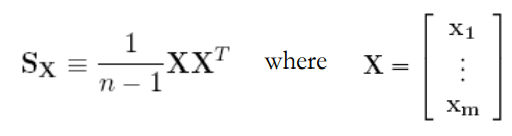 S_X ≡ 1/(n − 1) XX^T where X = [ x_1 ⋮ x_m ]